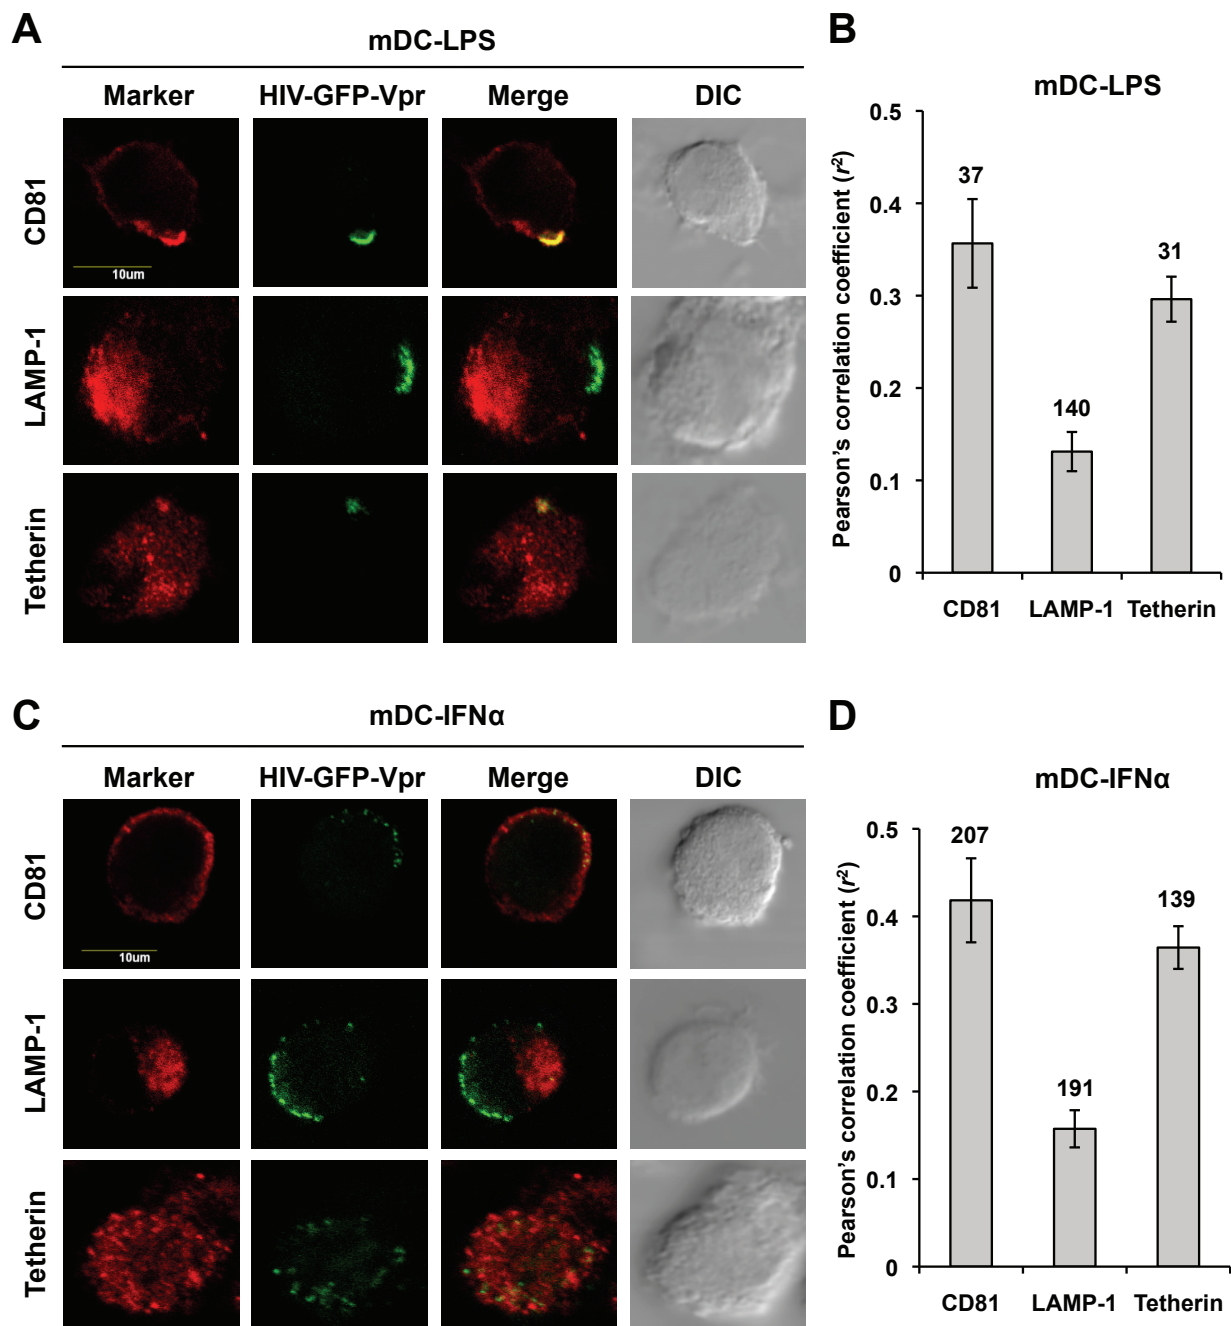 A
mDC-LPS
Marker HIV-GFP-Vpr Merge DIC
CD81
10um
LAMP-1
Tetherin
B
mDC-LPS
Pearson's correlation coefficient (r²)
0.5
0.4
0.3
0.2
0.1
0
37
140
31
CD81 LAMP-1 Tetherin
C
mDC-IFNα
Marker HIV-GFP-Vpr Merge DIC
CD81
10um
LAMP-1
Tetherin
D
mDC-IFNα
Pearson's correlation coefficient (r²)
0.5
0.4
0.3
0.2
0.1
0
207
191
139
CD81 LAMP-1 Tetherin